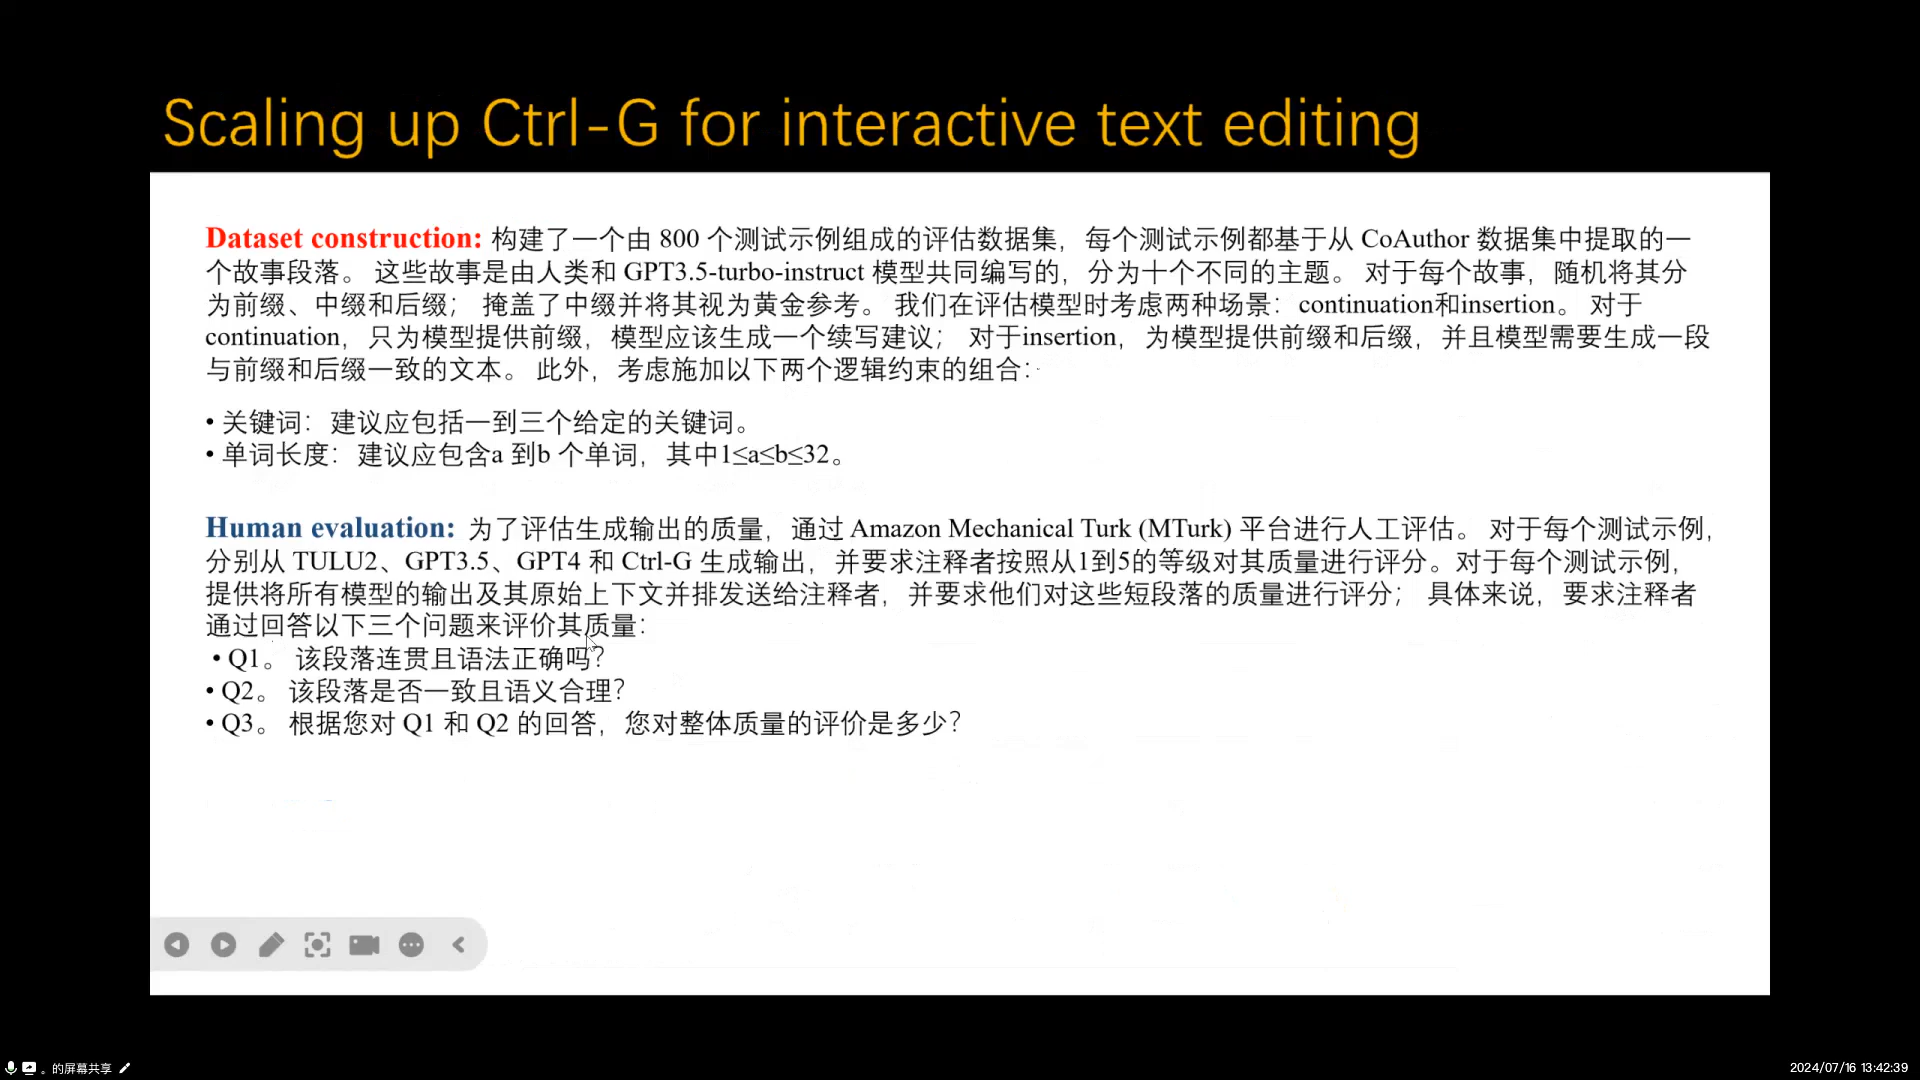 Scaling up Ctrl-G for interactive text editing
Dataset construction: 构建了一个由 800 个测试示例组成的评估数据集，每个测试示例都基于从 CoAuthor 数据集中提取的一
个故事段落。 这些故事是由人类和 GPT3.5-turbo-instruct 模型共同编写的，分为十个不同的主题。 对于每个故事，随机将其分
为前缀、中缀和后缀； 掩盖了中缀并将其视为黄金参考。 我们在评估模型时考虑两种场景：continuation和insertion。 对于
continuation，只为模型提供前缀，模型应该生成一个续写建议； 对于insertion，为模型提供前缀和后缀，并且模型需要生成一段
与前缀和后缀一致的文本。 此外，考虑施加以下两个逻辑约束的组合：
• 关键词：建议应包括一到三个给定的关键词。
• 单词长度：建议应包含a 到b 个单词，其中1≤a≤b≤32。
Human evaluation: 为了评估生成输出的质量，通过 Amazon Mechanical Turk (MTurk) 平台进行人工评估。 对于每个测试示例，
分别从 TULU2、GPT3.5、GPT4 和 Ctrl-G 生成输出，并要求注释者按照从1到5的等级对其质量进行评分。对于每个测试示例，
提供将所有模型的输出及其原始上下文并排发送给注释者，并要求他们对这些短段落的质量进行评分； 具体来说，要求注释者
通过回答以下三个问题来评价其质量：
• Q1。 该段落连贯且语法正确吗？
• Q2。 该段落是否一致且语义合理？
• Q3。 根据您对 Q1 和 Q2 的回答，您对整体质量的评价是多少？
。的屏幕共享
2024/07/16 13:42:39